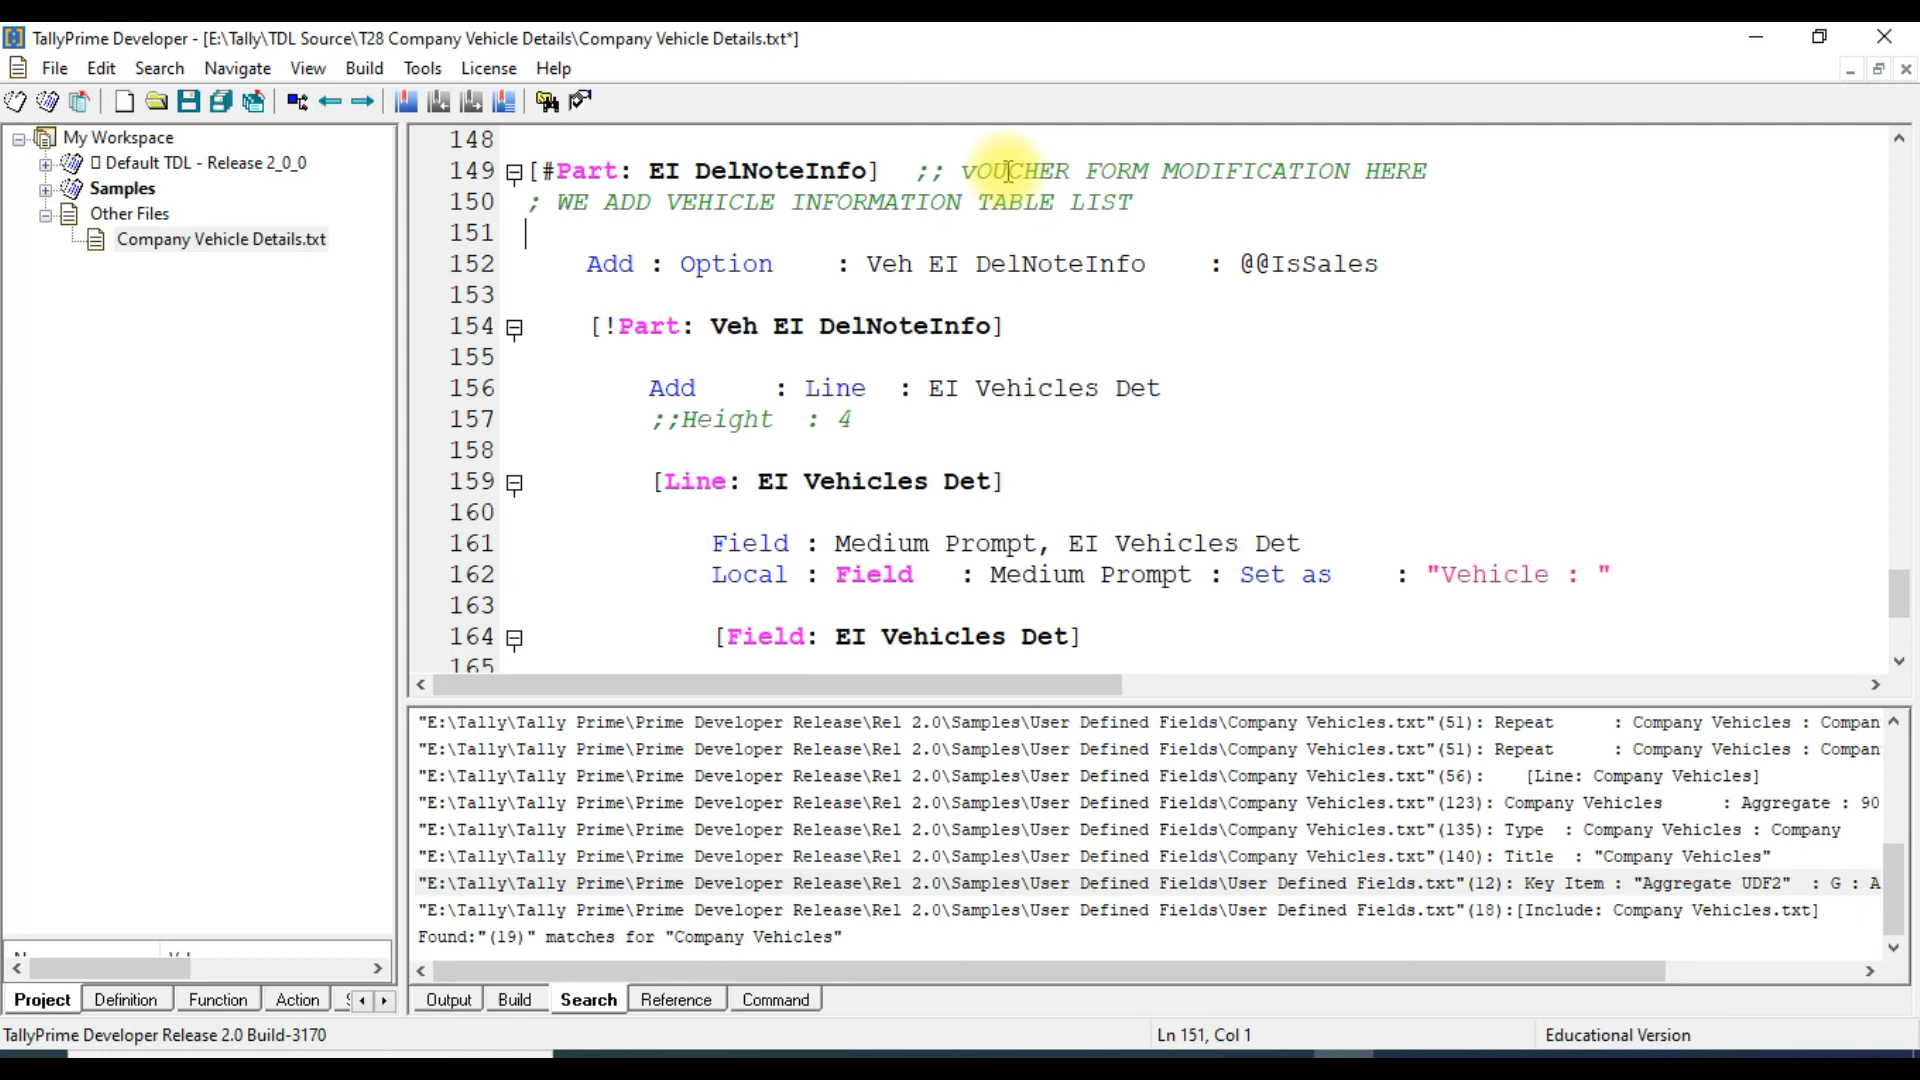 TallyPrime Developer - [E:\Tally\TDL Source\T28 Company Vehicle Details\Company Vehicle Details.txt*]
File Edit Search Navigate View Build Tools License Help
My Workspace
Default TDL - Release 2_0_0
Samples
Other Files
Company Vehicle Details.txt
148
149 [#Part: EI DelNoteInfo] ;; vOUCHER FORM MODIFICATION HERE
150 ; WE ADD VEHICLE INFORMATION TABLE LIST
151
152 Add : Option : Veh EI DelNoteInfo : @@IsSales
153
154 [!Part: Veh EI DelNoteInfo]
155
156 Add : Line : EI Vehicles Det
157 ;;Height : 4
158
159 [Line: EI Vehicles Det]
160
161 Field : Medium Prompt, EI Vehicles Det
162 Local : Field : Medium Prompt : Set as : "Vehicle : "
163
164 [Field: EI Vehicles Det]
165
"E:\Tally\Tally Prime\Prime Developer Release\Rel 2.0\Samples\User Defined Fields\Company Vehicles.txt"(51): Repeat : Company Vehicles : Compan
"E:\Tally\Tally Prime\Prime Developer Release\Rel 2.0\Samples\User Defined Fields\Company Vehicles.txt"(51): Repeat : Company Vehicles : Compan
"E:\Tally\Tally Prime\Prime Developer Release\Rel 2.0\Samples\User Defined Fields\Company Vehicles.txt"(56): [Line: Company Vehicles]
"E:\Tally\Tally Prime\Prime Developer Release\Rel 2.0\Samples\User Defined Fields\Company Vehicles.txt"(123): Company Vehicles : Aggregate : 90
"E:\Tally\Tally Prime\Prime Developer Release\Rel 2.0\Samples\User Defined Fields\Company Vehicles.txt"(135): Type : Company Vehicles : Company
"E:\Tally\Tally Prime\Prime Developer Release\Rel 2.0\Samples\User Defined Fields\Company Vehicles.txt"(140): Title : "Company Vehicles"
"E:\Tally\Tally Prime\Prime Developer Release\Rel 2.0\Samples\User Defined Fields\User Defined Fields.txt"(12): Key Item : "Aggregate UDF2" : G : A
"E:\Tally\Tally Prime\Prime Developer Release\Rel 2.0\Samples\User Defined Fields\User Defined Fields.txt"(18):[Include: Company Vehicles.txt]
Found:"(19)" matches for "Company Vehicles"
Project Definition Function Action
Output Build Search Reference Command
TallyPrime Developer Release 2.0 Build-3170 Ln 151, Col 1 Educational Version